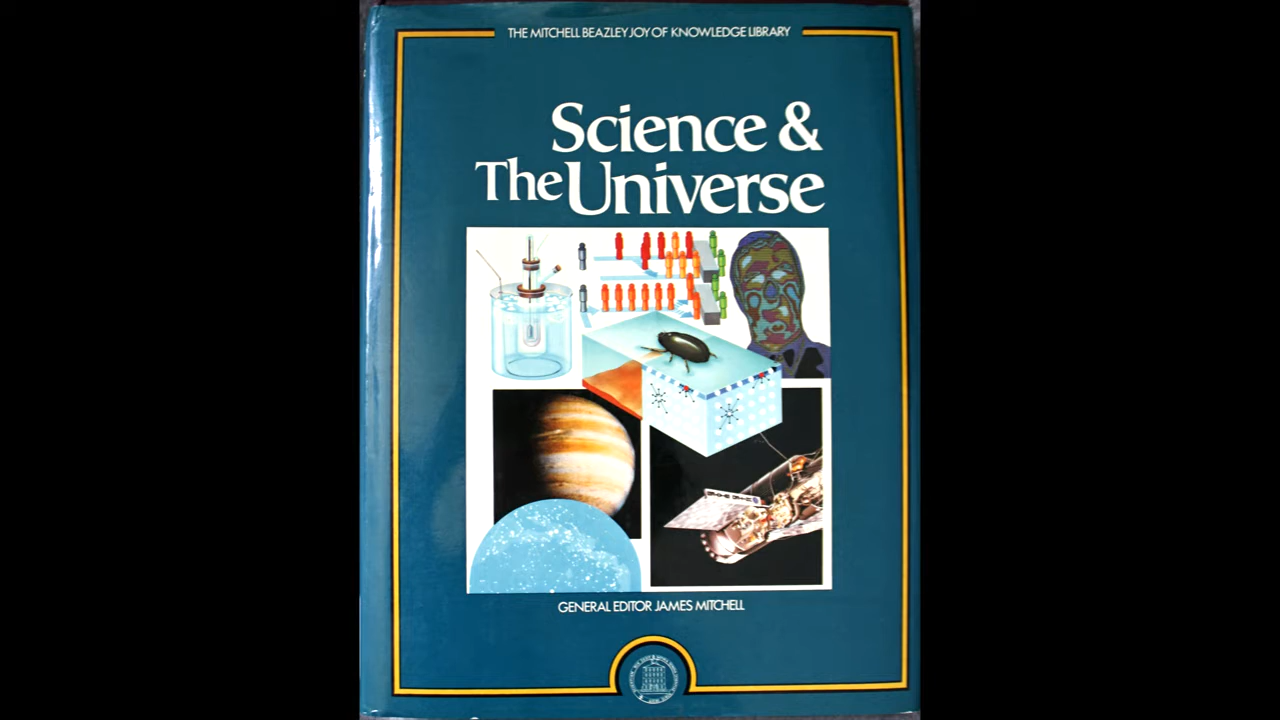 THE MITCHELL BEAZLEY JOY OF KNOWLEDGE LIBRARY
Science &
The Universe
GENERAL EDITOR JAMES MITCHELL